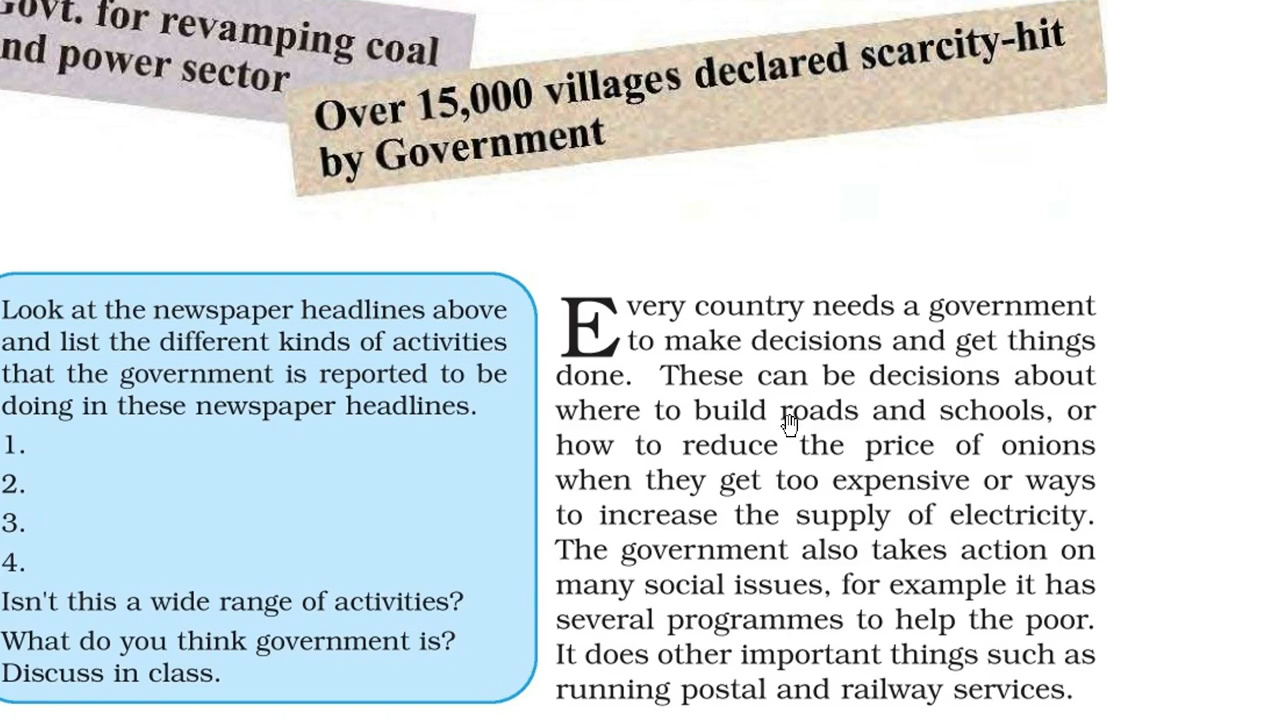 Govt. for revamping coal
nd power sector
Over 15,000 villages declared scarcity-hit
by Government
Look at the newspaper headlines above
and list the different kinds of activities
that the government is reported to be
doing in these newspaper headlines.
1.
2.
3.
4.
Isn't this a wide range of activities?
What do you think government is?
Discuss in class.
Every country needs a government
to make decisions and get things
done. These can be decisions about
where to build roads and schools, or
how to reduce the price of onions
when they get too expensive or ways
to increase the supply of electricity.
The government also takes action on
many social issues, for example it has
several programmes to help the poor.
It does other important things such as
running postal and railway services.